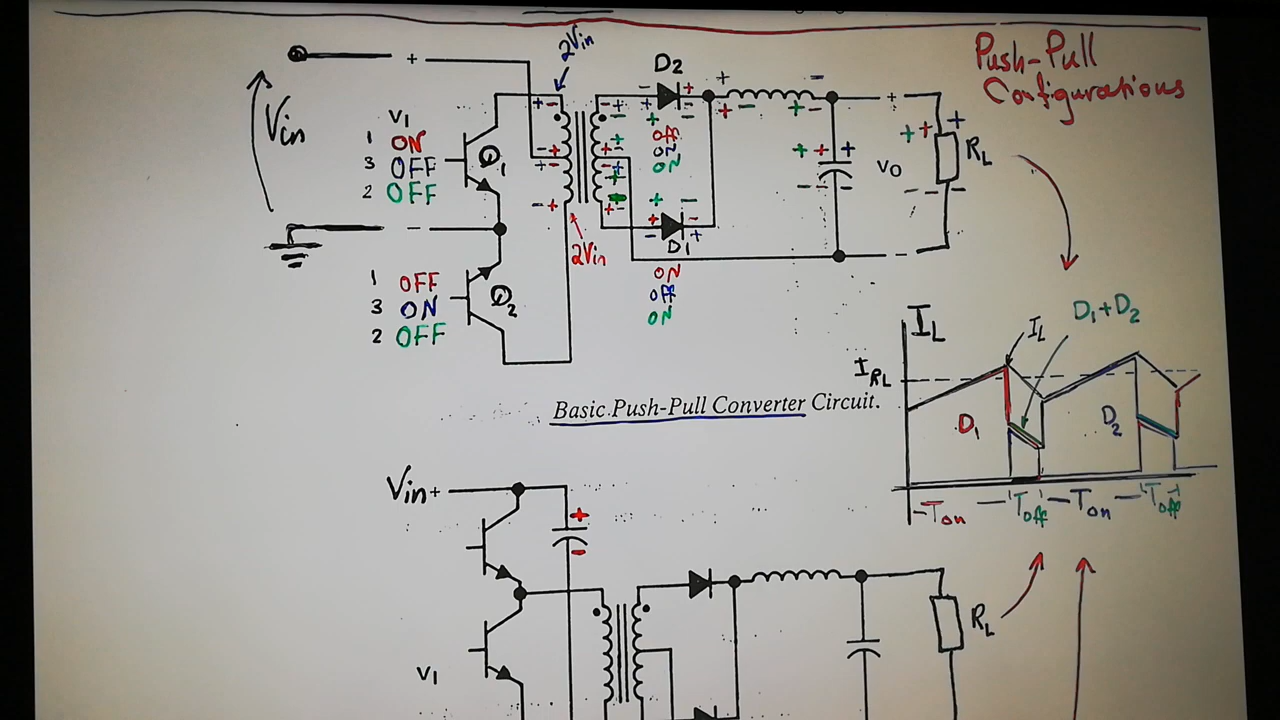 Push-Pull
Configurations
2Vin
D2
+
Vin
V1
1 ON
3 OFF
2 OFF
Q1
Off
ON
ON
Vo
RL
−
2Vin
D1
ON
Off
ON
1 OFF
3 ON
2 OFF
Q2
IL
IL
D1+D2
IRL
D1
D2
Basic Push-Pull Converter Circuit.
-Ton -Toff -Ton -Toff
Vin+
+
-
RL
V1